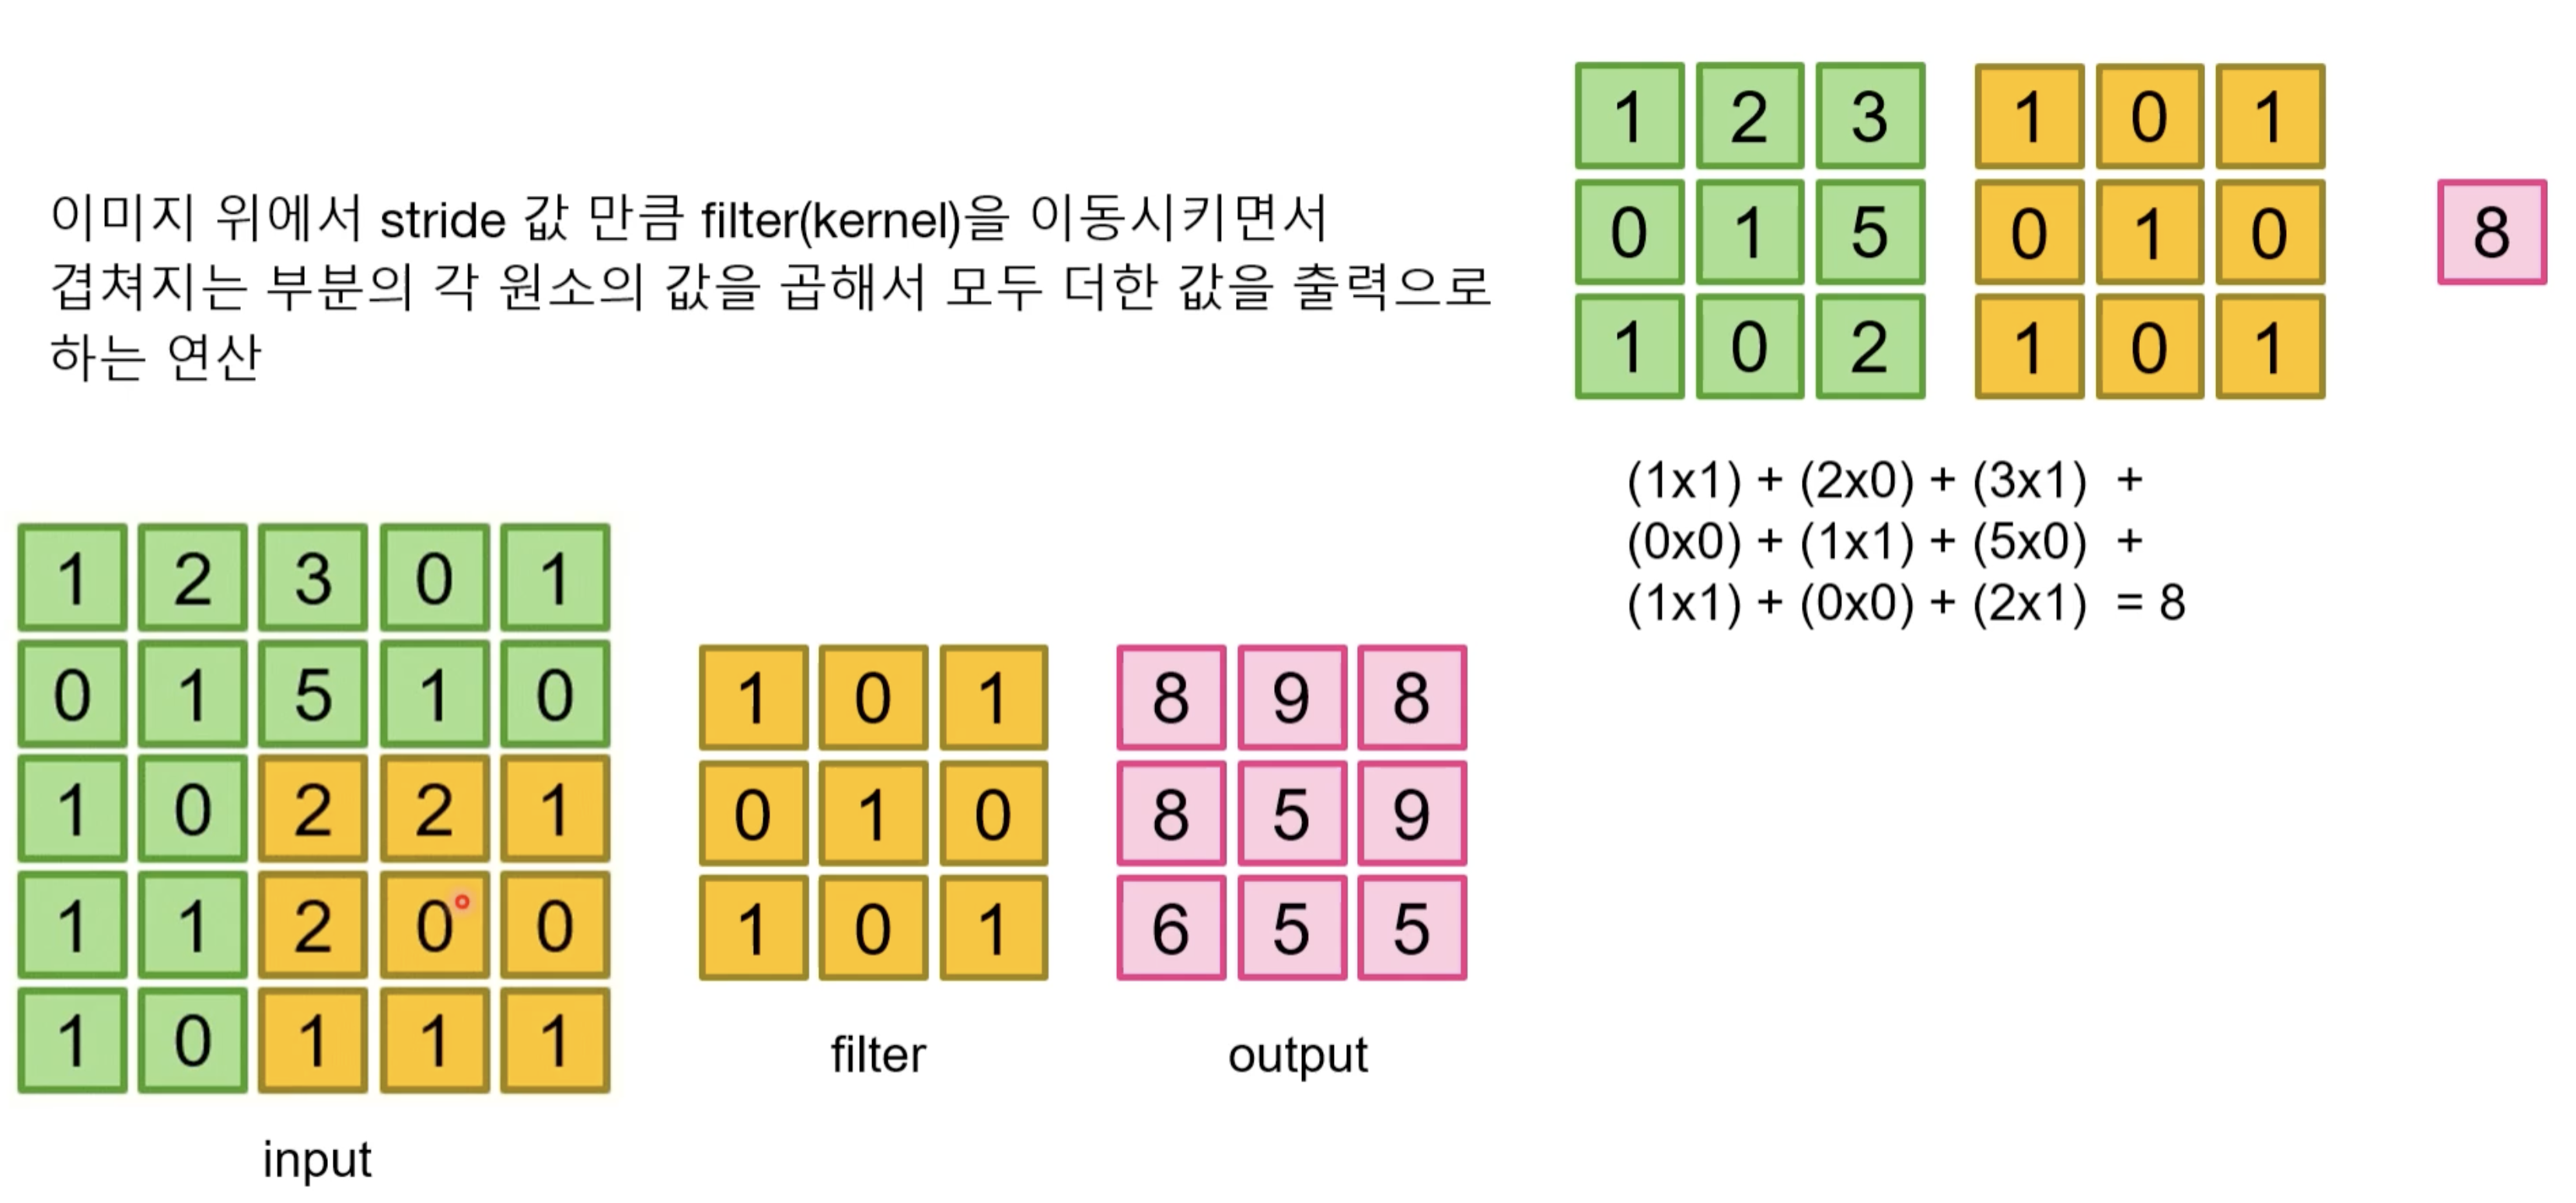 이미지 위에서 stride 값 만큼 filter(kernel)을 이동시키면서
겹쳐지는 부분의 각 원소의 값을 곱해서 모두 더한 값을 출력으로
하는 연산
1 2 3
0 1 5
1 0 2
1 0 1
0 1 0
1 0 1
8
(1x1) + (2x0) + (3x1) +
(0x0) + (1x1) + (5x0) +
(1x1) + (0x0) + (2x1) = 8
1 2 3 0 1
0 1 5 1 0
1 0 2 2 1
1 1 2 0 0
1 0 1 1 1
input
1 0 1
0 1 0
1 0 1
filter
8 9 8
8 5 9
6 5 5
output